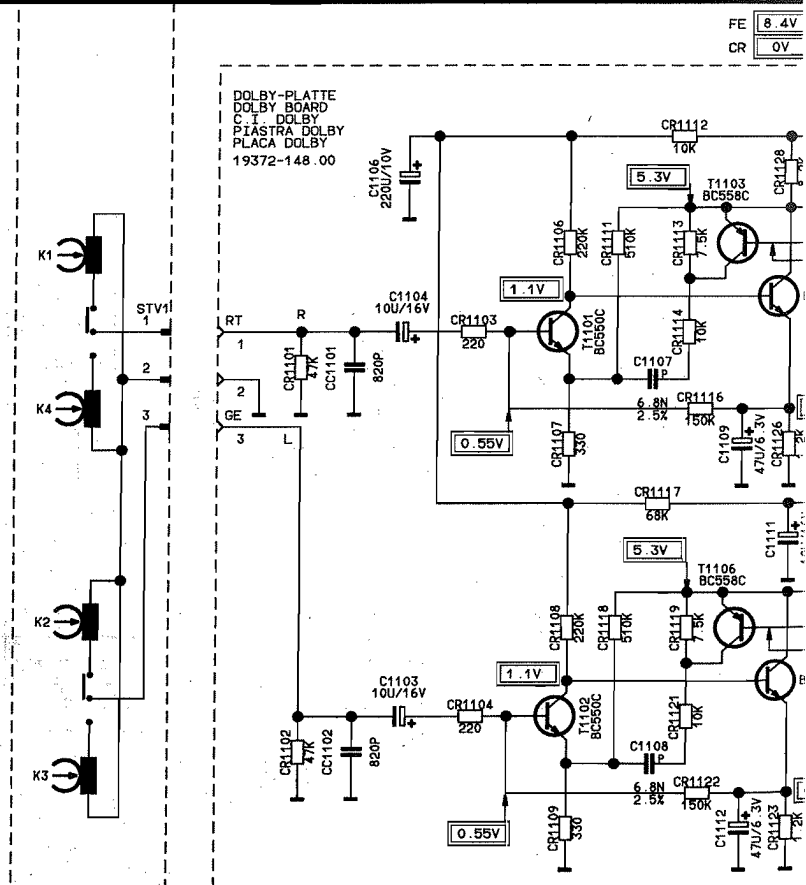 FE 8.4V
CR 0V
DOLBY-PLATTE
DOLBY BOARD
C.I. DOLBY
PIASTRA DOLBY
PLACA DOLBY
19372-148.00
C1106
220U/10V
CR1112
10K
CR1128
5.3V
T1103
BC558C
CR1106
220K
CR1111
510K
CR1113
7.5K
K1
1.1V
STV1
1
RT
1
R
C1104
10U/16V
CR1103
220
T1101
BC550C
CR1114
10K
CR1101
47K
CC1101
820P
C1107
P
2
2
K4
3
GE
3
L
6.8N
2.5%
CR1116
150K
0.55V
CR1107
330
C1109
47U/6.3V
CR1126
CR1117
68K
C1111
5.3V
T1106
BC558C
CR1108
220K
CR1118
510K
CR1119
7.5K
K2
1.1V
C1103
10U/16V
CR1104
220
T1102
BC550C
CR1121
10K
CR1102
47K
CC1102
820P
C1108
P
K3
6.8N
2.5%
CR1122
150K
0.55V
CR1109
330
C1112
47U/6.3V
CR1123
1.2K